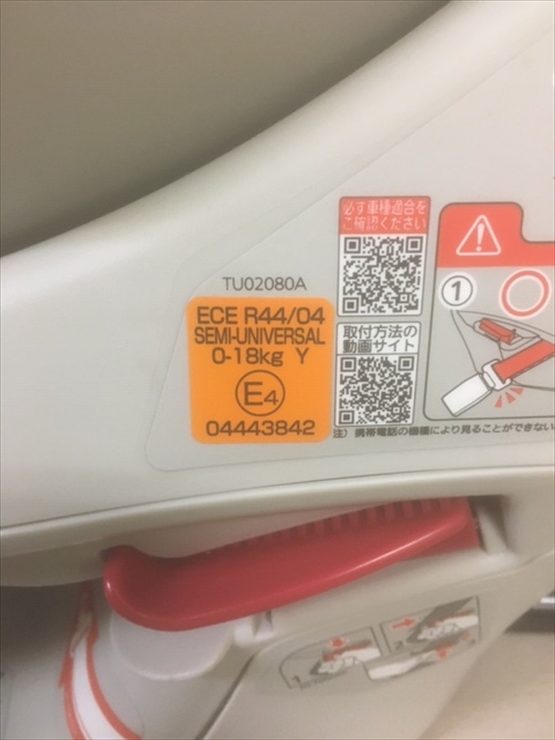 必ず車種適合を
ご確認ください
TU02080A
ECE R44/04
SEMI-UNIVERSAL
0-18kg Y
E4
04443842
取付方法の
動画サイト
注）携帯電話の機種により見ることができない
1
1
2